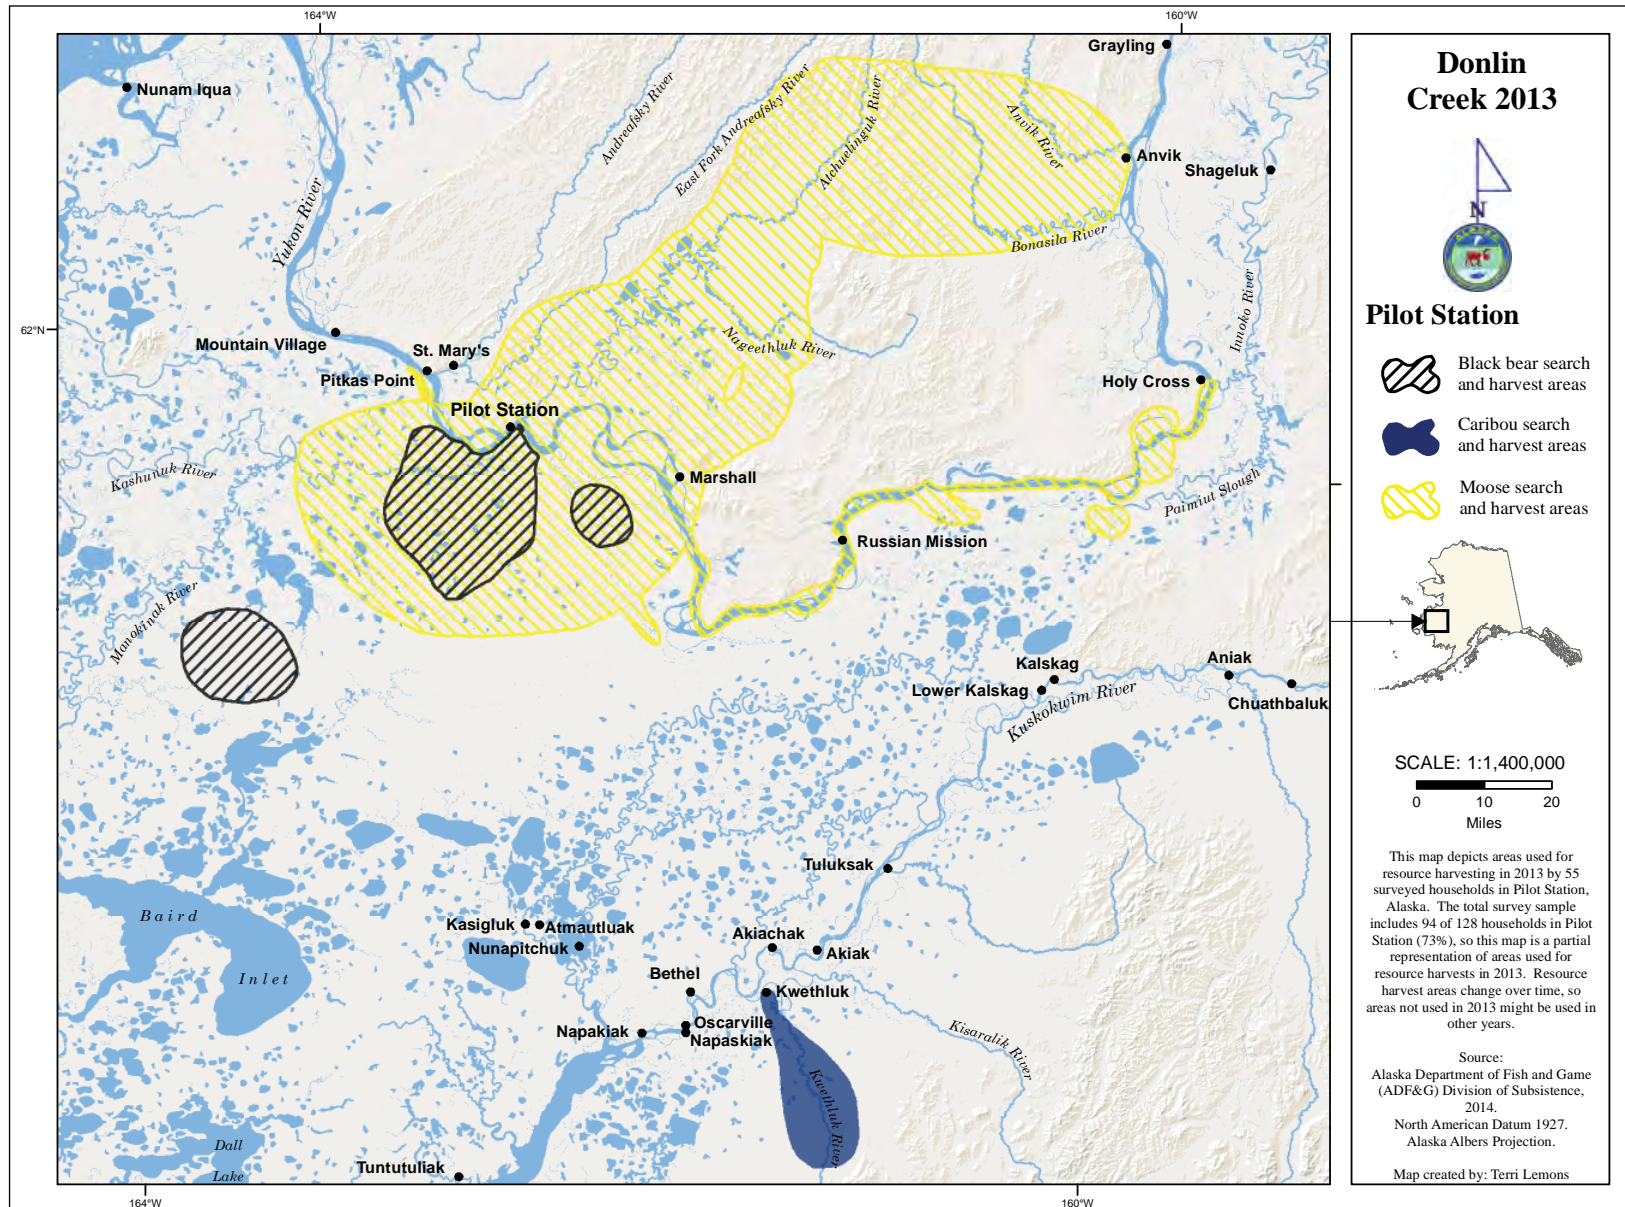 164°W
160°W
Grayling
Nunam Iqua
Andreafsky River
East Fork Andreafsky River
Atchuelinguk River
Anvik River
Anvik
Shageluk
Yukon River
Bonasila River
Innoko River
62°N
Mountain Village
St. Mary's
Pitkas Point
Nageethluk River
Holy Cross
Pilot Station
Kashunuk River
Marshall
Paimiut Slough
Russian Mission
Manokinak River
Kalskag
Aniak
Lower Kalskag
Kuskokwim River
Chuathbaluk
Tuluksak
Baird
Inlet
Kasigluk
Atmautluak
Nunapitchuk
Akiachak
Akiak
Bethel
Kwethluk
Oscarville
Napakiak
Napaskiak
Kisaralik River
Kwethluk River
Dall
Lake
Tuntutuliak
164°W
160°W
Donlin
Creek 2013
N
ALASKA
Pilot Station
Black bear search
and harvest areas
Caribou search
and harvest areas
Moose search
and harvest areas
SCALE: 1:1,400,000
0 10 20
Miles
This map depicts areas used for
resource harvesting in 2013 by 55
surveyed households in Pilot Station,
Alaska. The total survey sample
includes 94 of 128 households in Pilot
Station (73%), so this map is a partial
representation of areas used for
resource harvests in 2013. Resource
harvest areas change over time, so
areas not used in 2013 might be used in
other years.
Source:
Alaska Department of Fish and Game
(ADF&G) Division of Subsistence,
2014.
North American Datum 1927.
Alaska Albers Projection.
Map created by: Terri Lemons